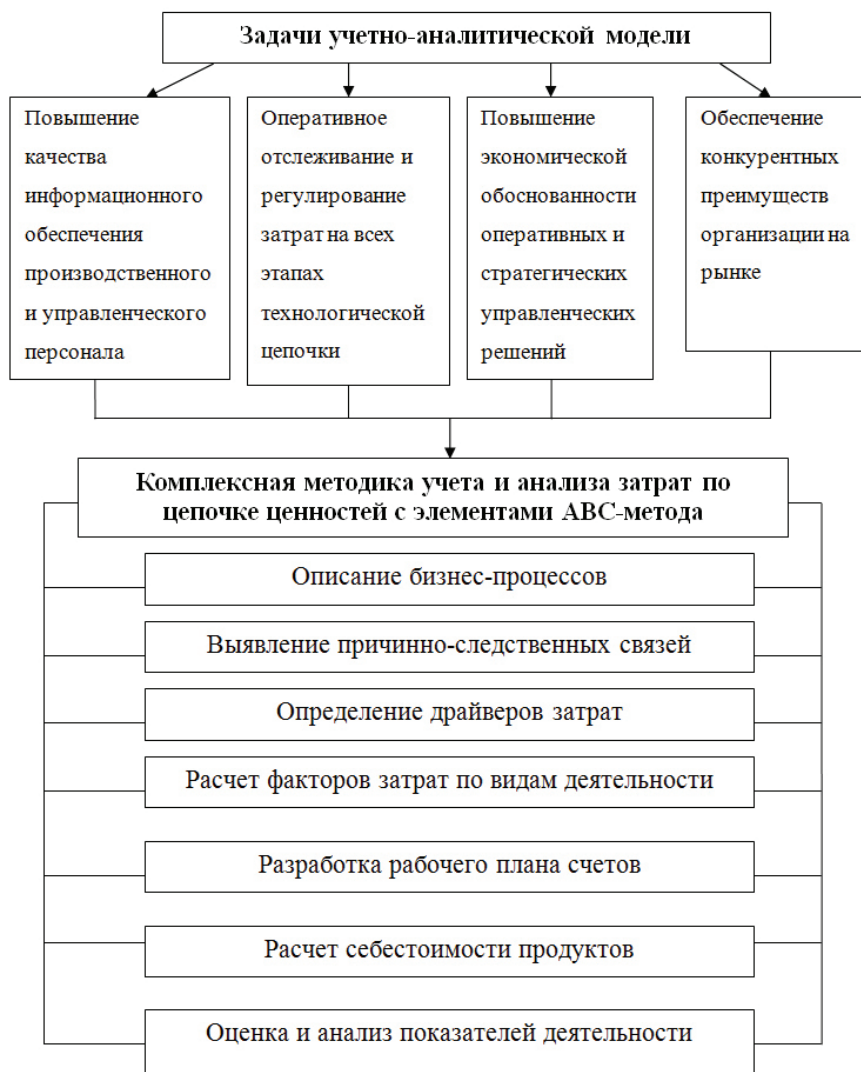 Задачи учетно-аналитической модели
Повышение
качества
информационного
обеспечения
производственного
и управленческого
персонала
Оперативное
отслеживание и
регулирование
затрат на всех
этапах
технологической
цепочки
Повышение
экономической
обоснованности
оперативных и
стратегических
управленческих
решений
Обеспечение
конкурентных
преимуществ
организации на
рынке
Комплексная методика учета и анализа затрат по
цепочке ценностей с элементами АВС-метода
Описание бизнес-процессов
Выявление причинно-следственных связей
Определение драйверов затрат
Расчет факторов затрат по видам деятельности
Разработка рабочего плана счетов
Расчет себестоимости продуктов
Оценка и анализ показателей деятельности